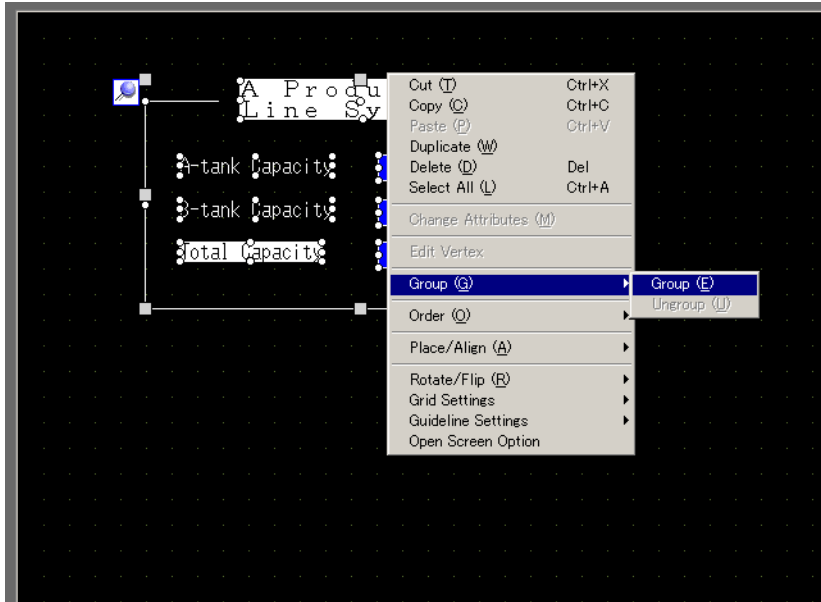 A Produ
Line Sy
A-tank Capacity
B-tank Capacity
Total Capacity
Cut (T) Ctrl+X
Copy (C) Ctrl+C
Paste (P) Ctrl+V
Duplicate (W)
Delete (D) Del
Select All (L) Ctrl+A
Change Attributes (M)
Edit Vertex
Group (G)
Group (E)
Ungroup (U)
Order (O)
Place/Align (A)
Rotate/Flip (R)
Grid Settings
Guideline Settings
Open Screen Option